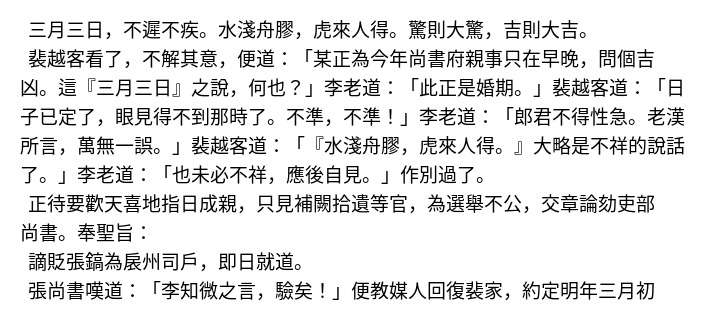 三月三日，不遲不疾。水淺舟膠，虎來人得。驚則大驚，吉則大吉。
裴越客看了，不解其意，便道：「某正為今年尚書府親事只在早晚，問個吉
凶。這『三月三日』之說，何也？」李老道：「此正是婚期。」裴越客道：「日
子已定了，眼見得不到那時了。不準，不準！」李老道：「郎君不得性急。老漢
所言，萬無一誤。」裴越客道：「『水淺舟膠，虎來人得。』大略是不祥的說話
了。」李老道：「也未必不祥，應後自見。」作別過了。
正待要歡天喜地指日成親，只見補闕拾遺等官，為選舉不公，交章論劾吏部
尚書。奉聖旨：
謫貶張鎬為扆州司戶，即日就道。
張尚書嘆道：「李知微之言，驗矣！」便教媒人回復裴家，約定明年三月初